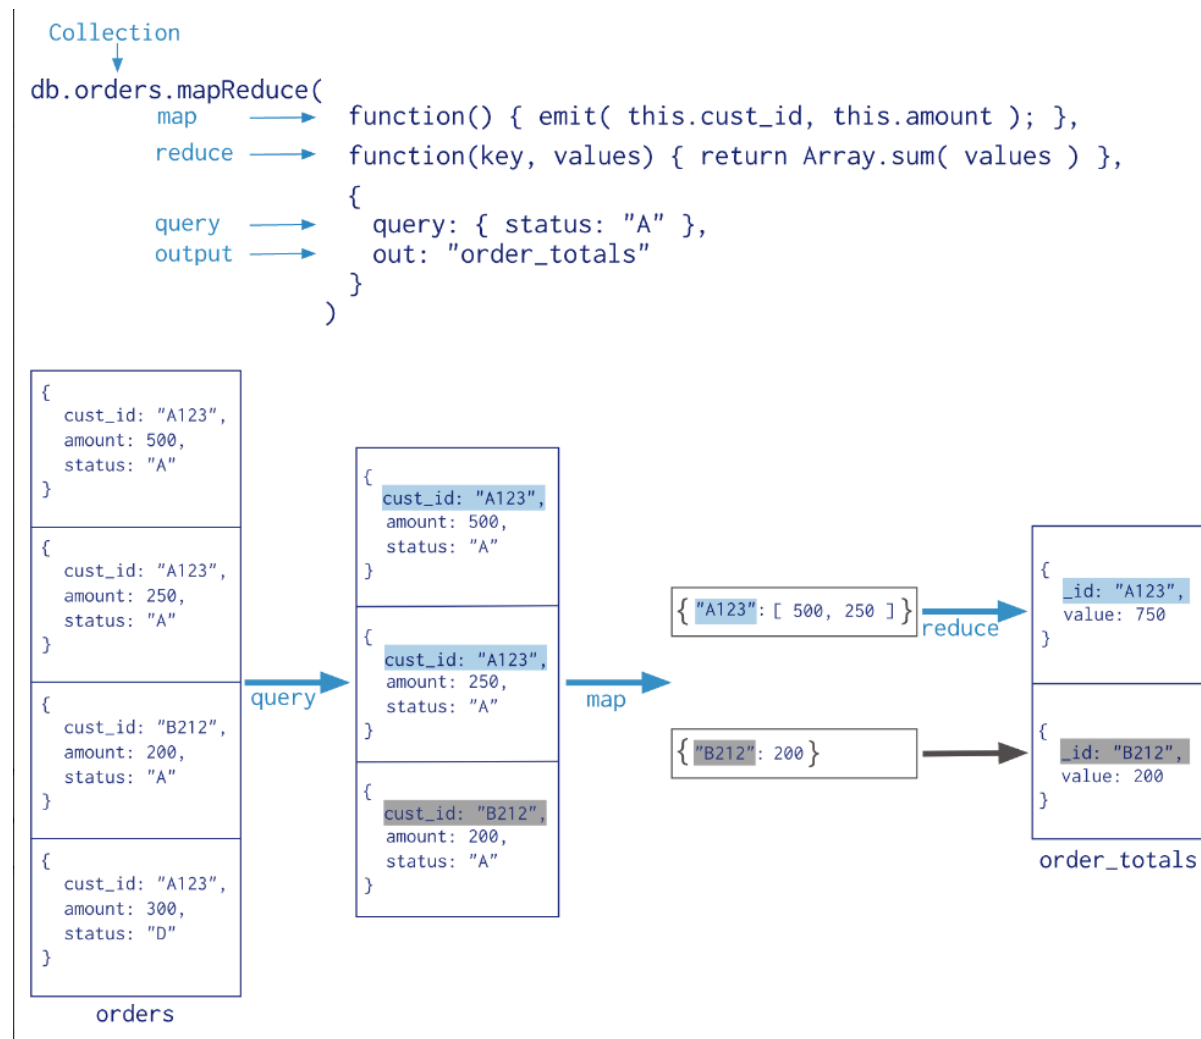 Collection
db.orders.mapReduce(
map function() { emit( this.cust_id, this.amount ); },
reduce function(key, values) { return Array.sum( values ) },
{
query query: { status: "A" },
output out: "order_totals"
}
)
{
cust_id: "A123",
amount: 500,
status: "A"
}
{
cust_id: "A123",
amount: 250,
status: "A"
}
{
cust_id: "B212",
amount: 200,
status: "A"
}
{
cust_id: "A123",
amount: 300,
status: "D"
}
orders
query
{
cust_id: "A123",
amount: 500,
status: "A"
}
{
cust_id: "A123",
amount: 250,
status: "A"
}
{
cust_id: "B212",
amount: 200,
status: "A"
}
map
{ "A123": [ 500, 250 ] }
{ "B212": 200 }
reduce
{
_id: "A123",
value: 750
}
{
_id: "B212",
value: 200
}
order_totals